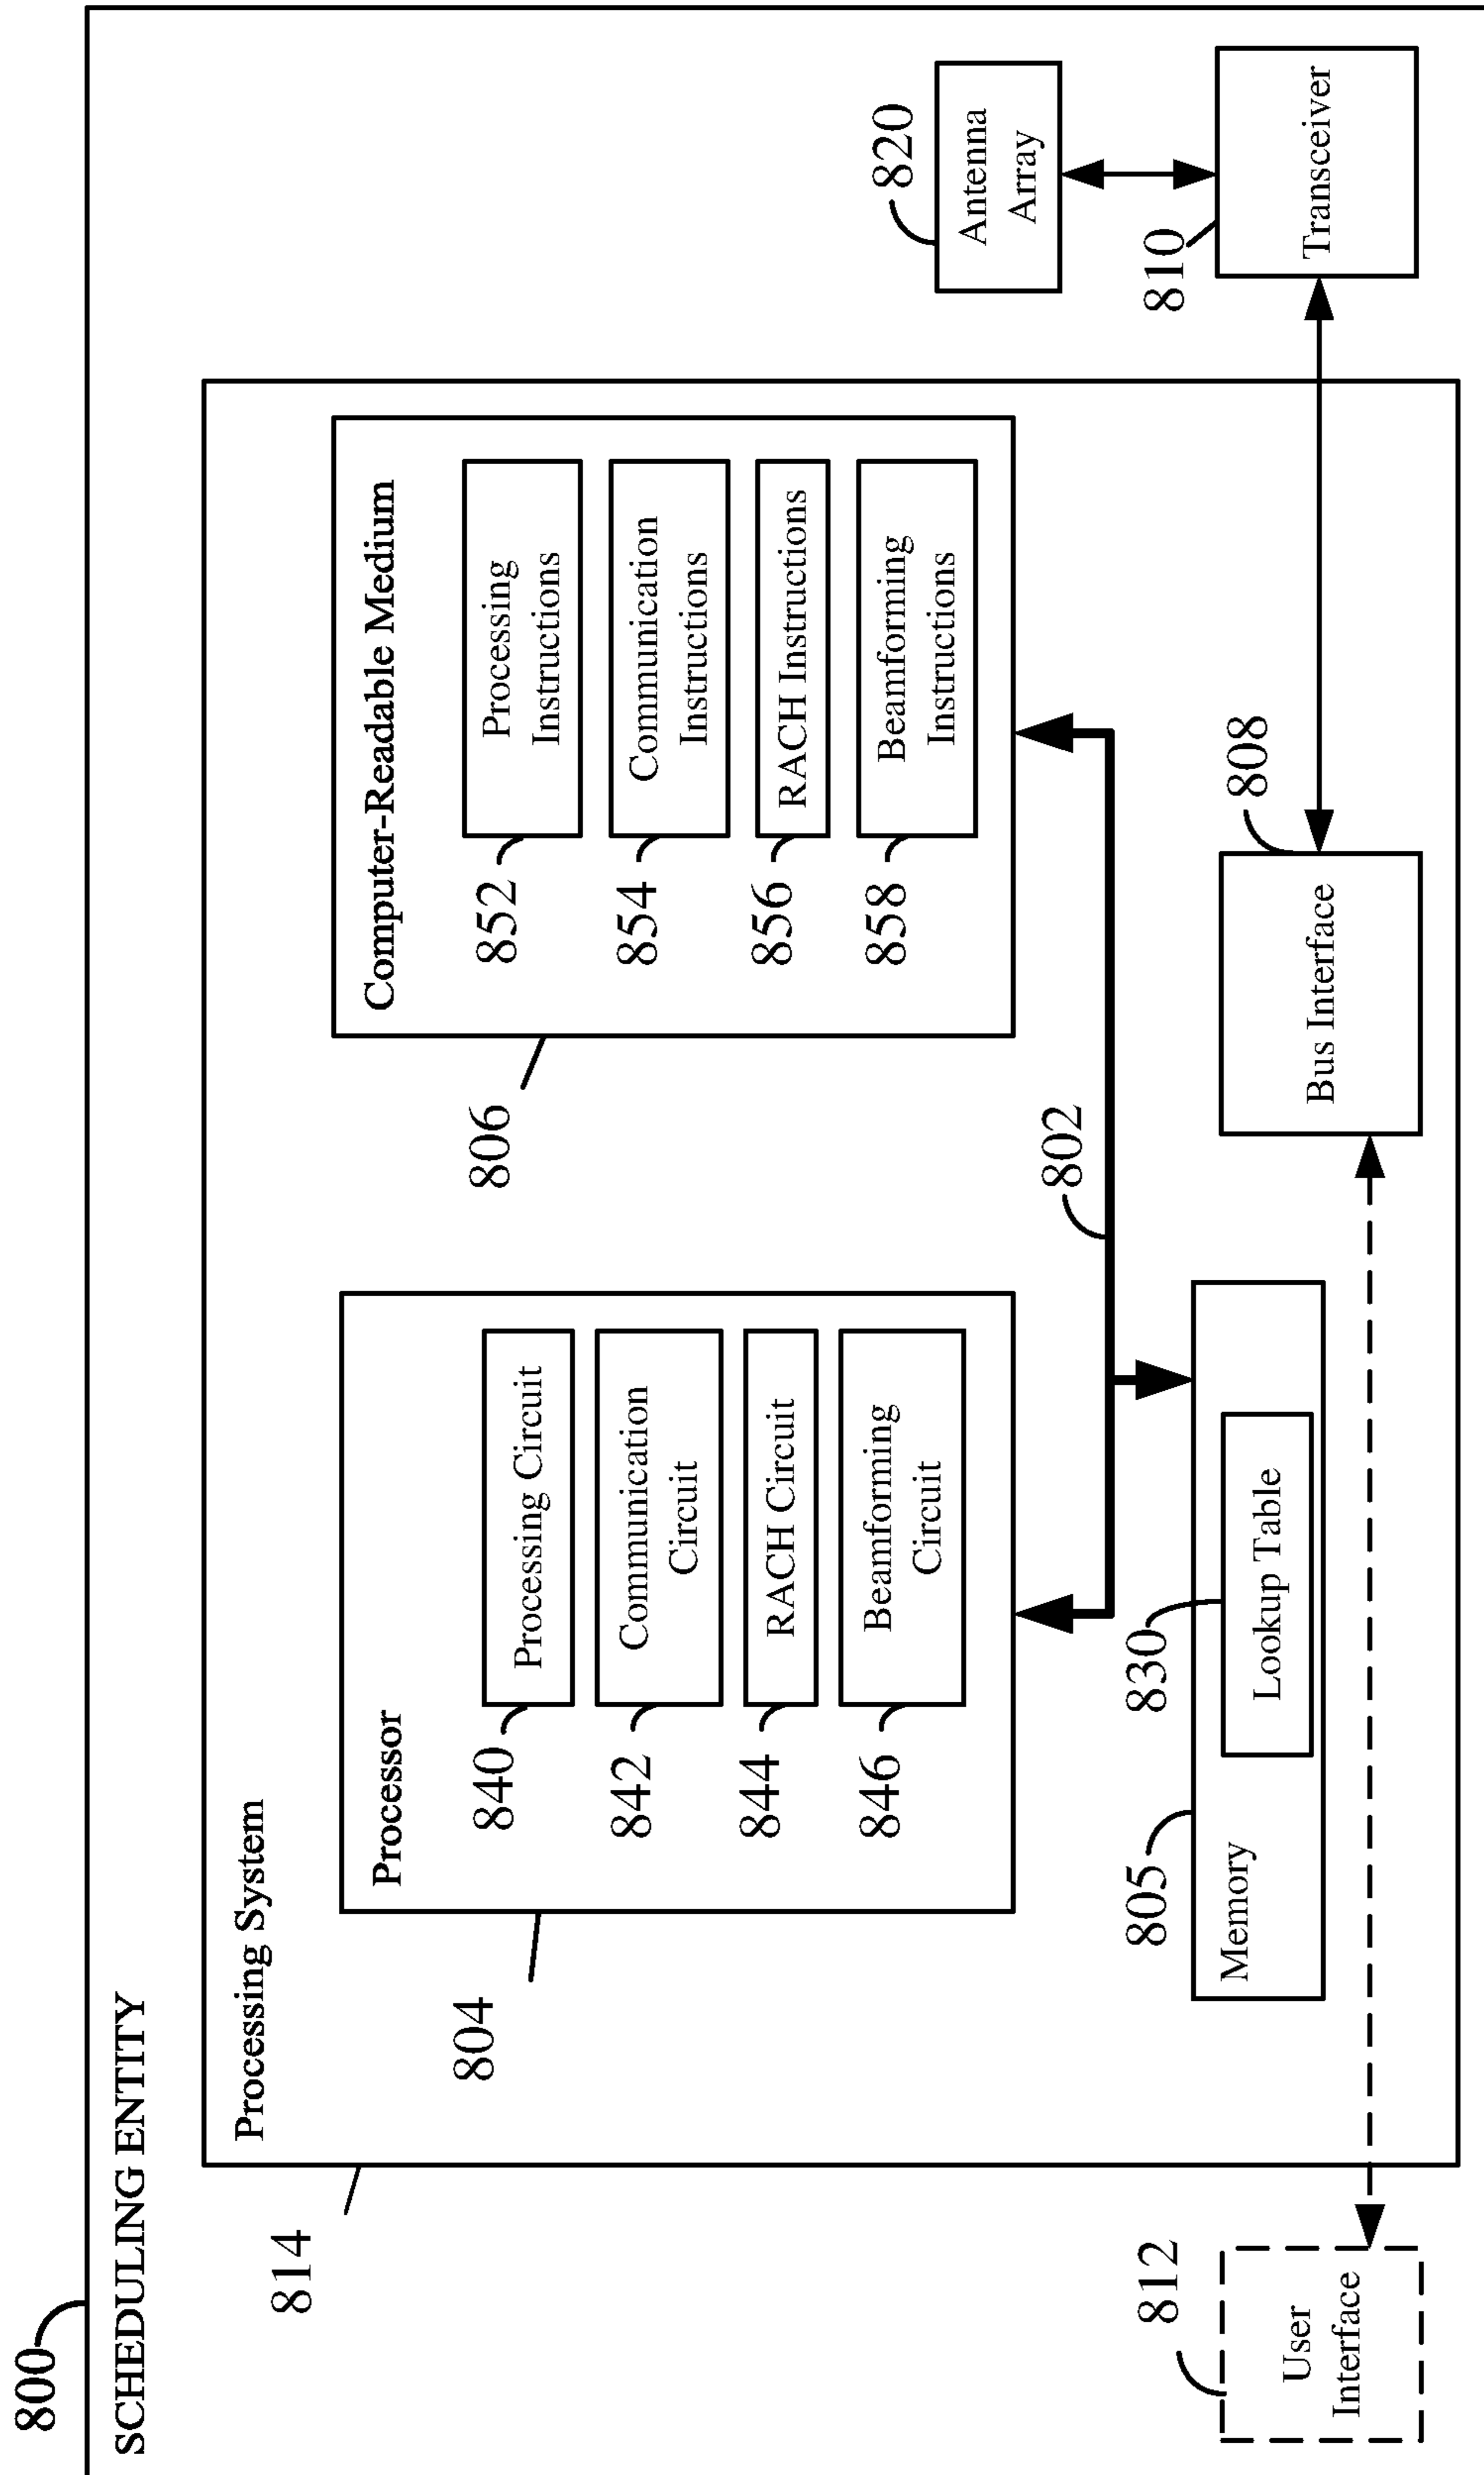 800
SCHEDULING ENTITY
814
Processing System
804
Processor
840
Processing Circuit
842
Communication
Circuit
844
RACH Circuit
846
Beamforming
Circuit
806
Computer-Readable Medium
852
Processing
Instructions
854
Communication
Instructions
856
RACH Instructions
858
Beamforming
Instructions
802
805
Memory
830
Lookup Table
808
Bus Interface
812
User
Interface
820
Antenna
Array
810
Transceiver